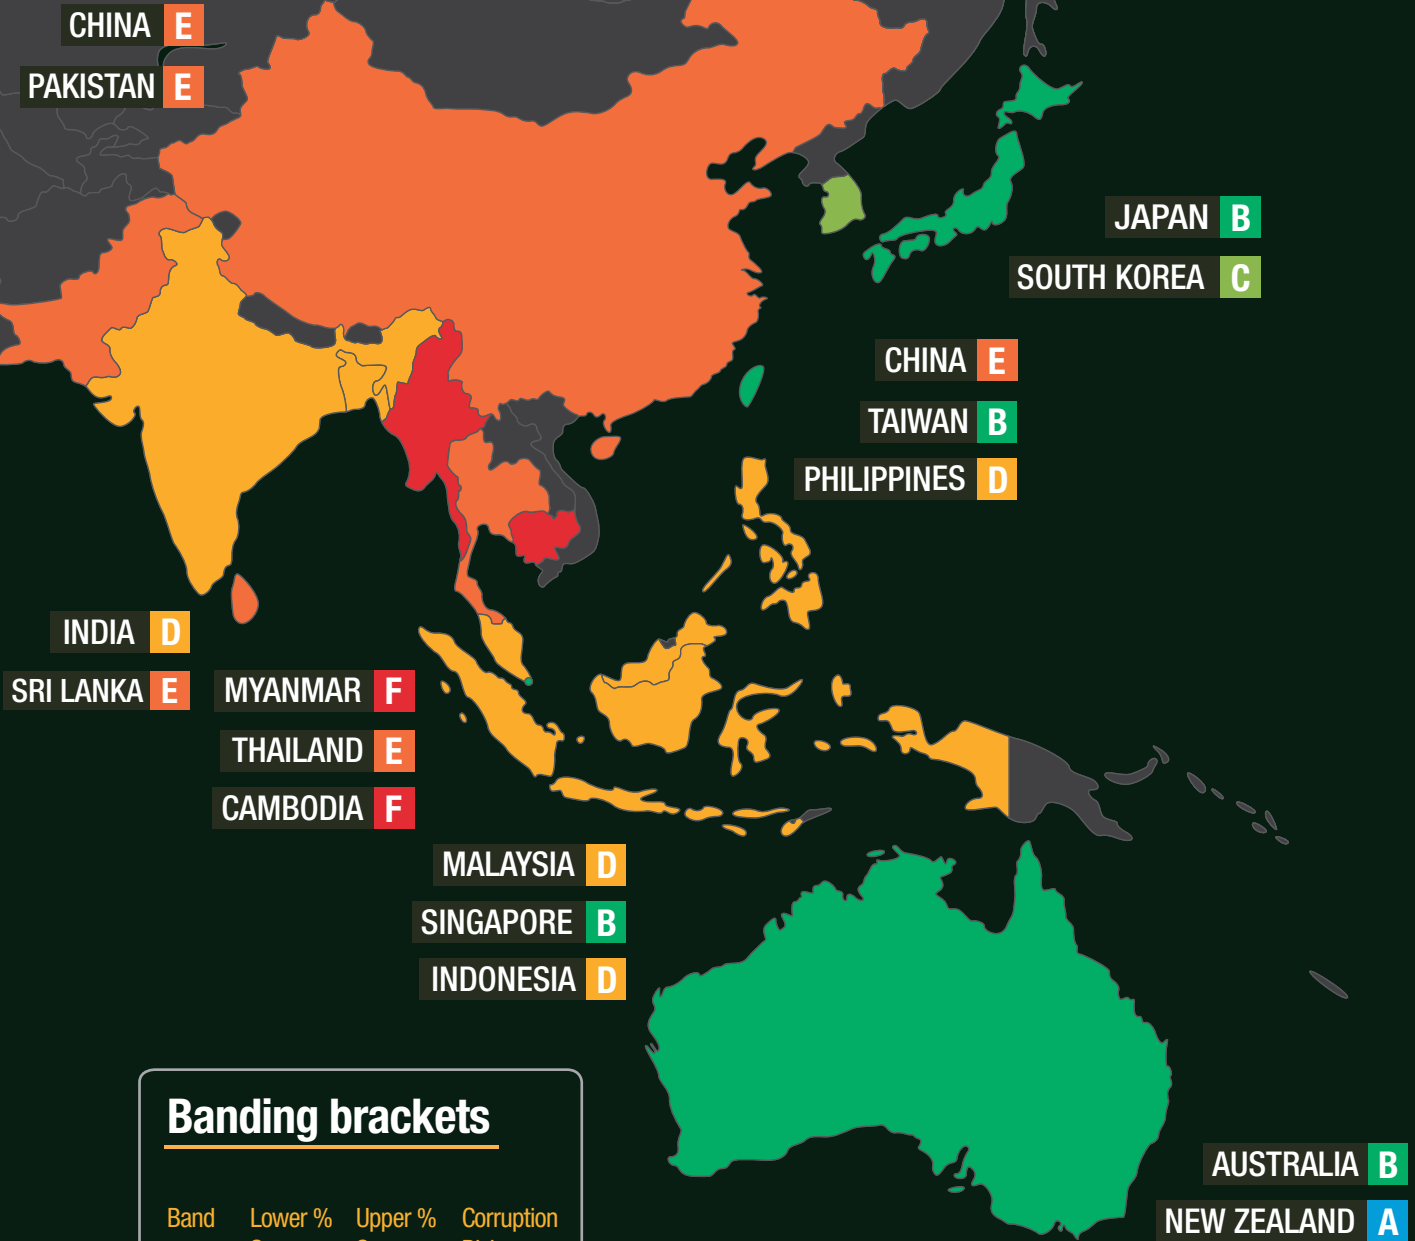 CHINA E
PAKISTAN E
JAPAN B
SOUTH KOREA C
CHINA E
TAIWAN B
PHILIPPINES D
INDIA D
SRI LANKA E
MYANMAR F
THAILAND E
CAMBODIA F
MALAYSIA D
SINGAPORE B
INDONESIA D
AUSTRALIA B
NEW ZEALAND A
Banding brackets
Band Lower % Upper % Corruption